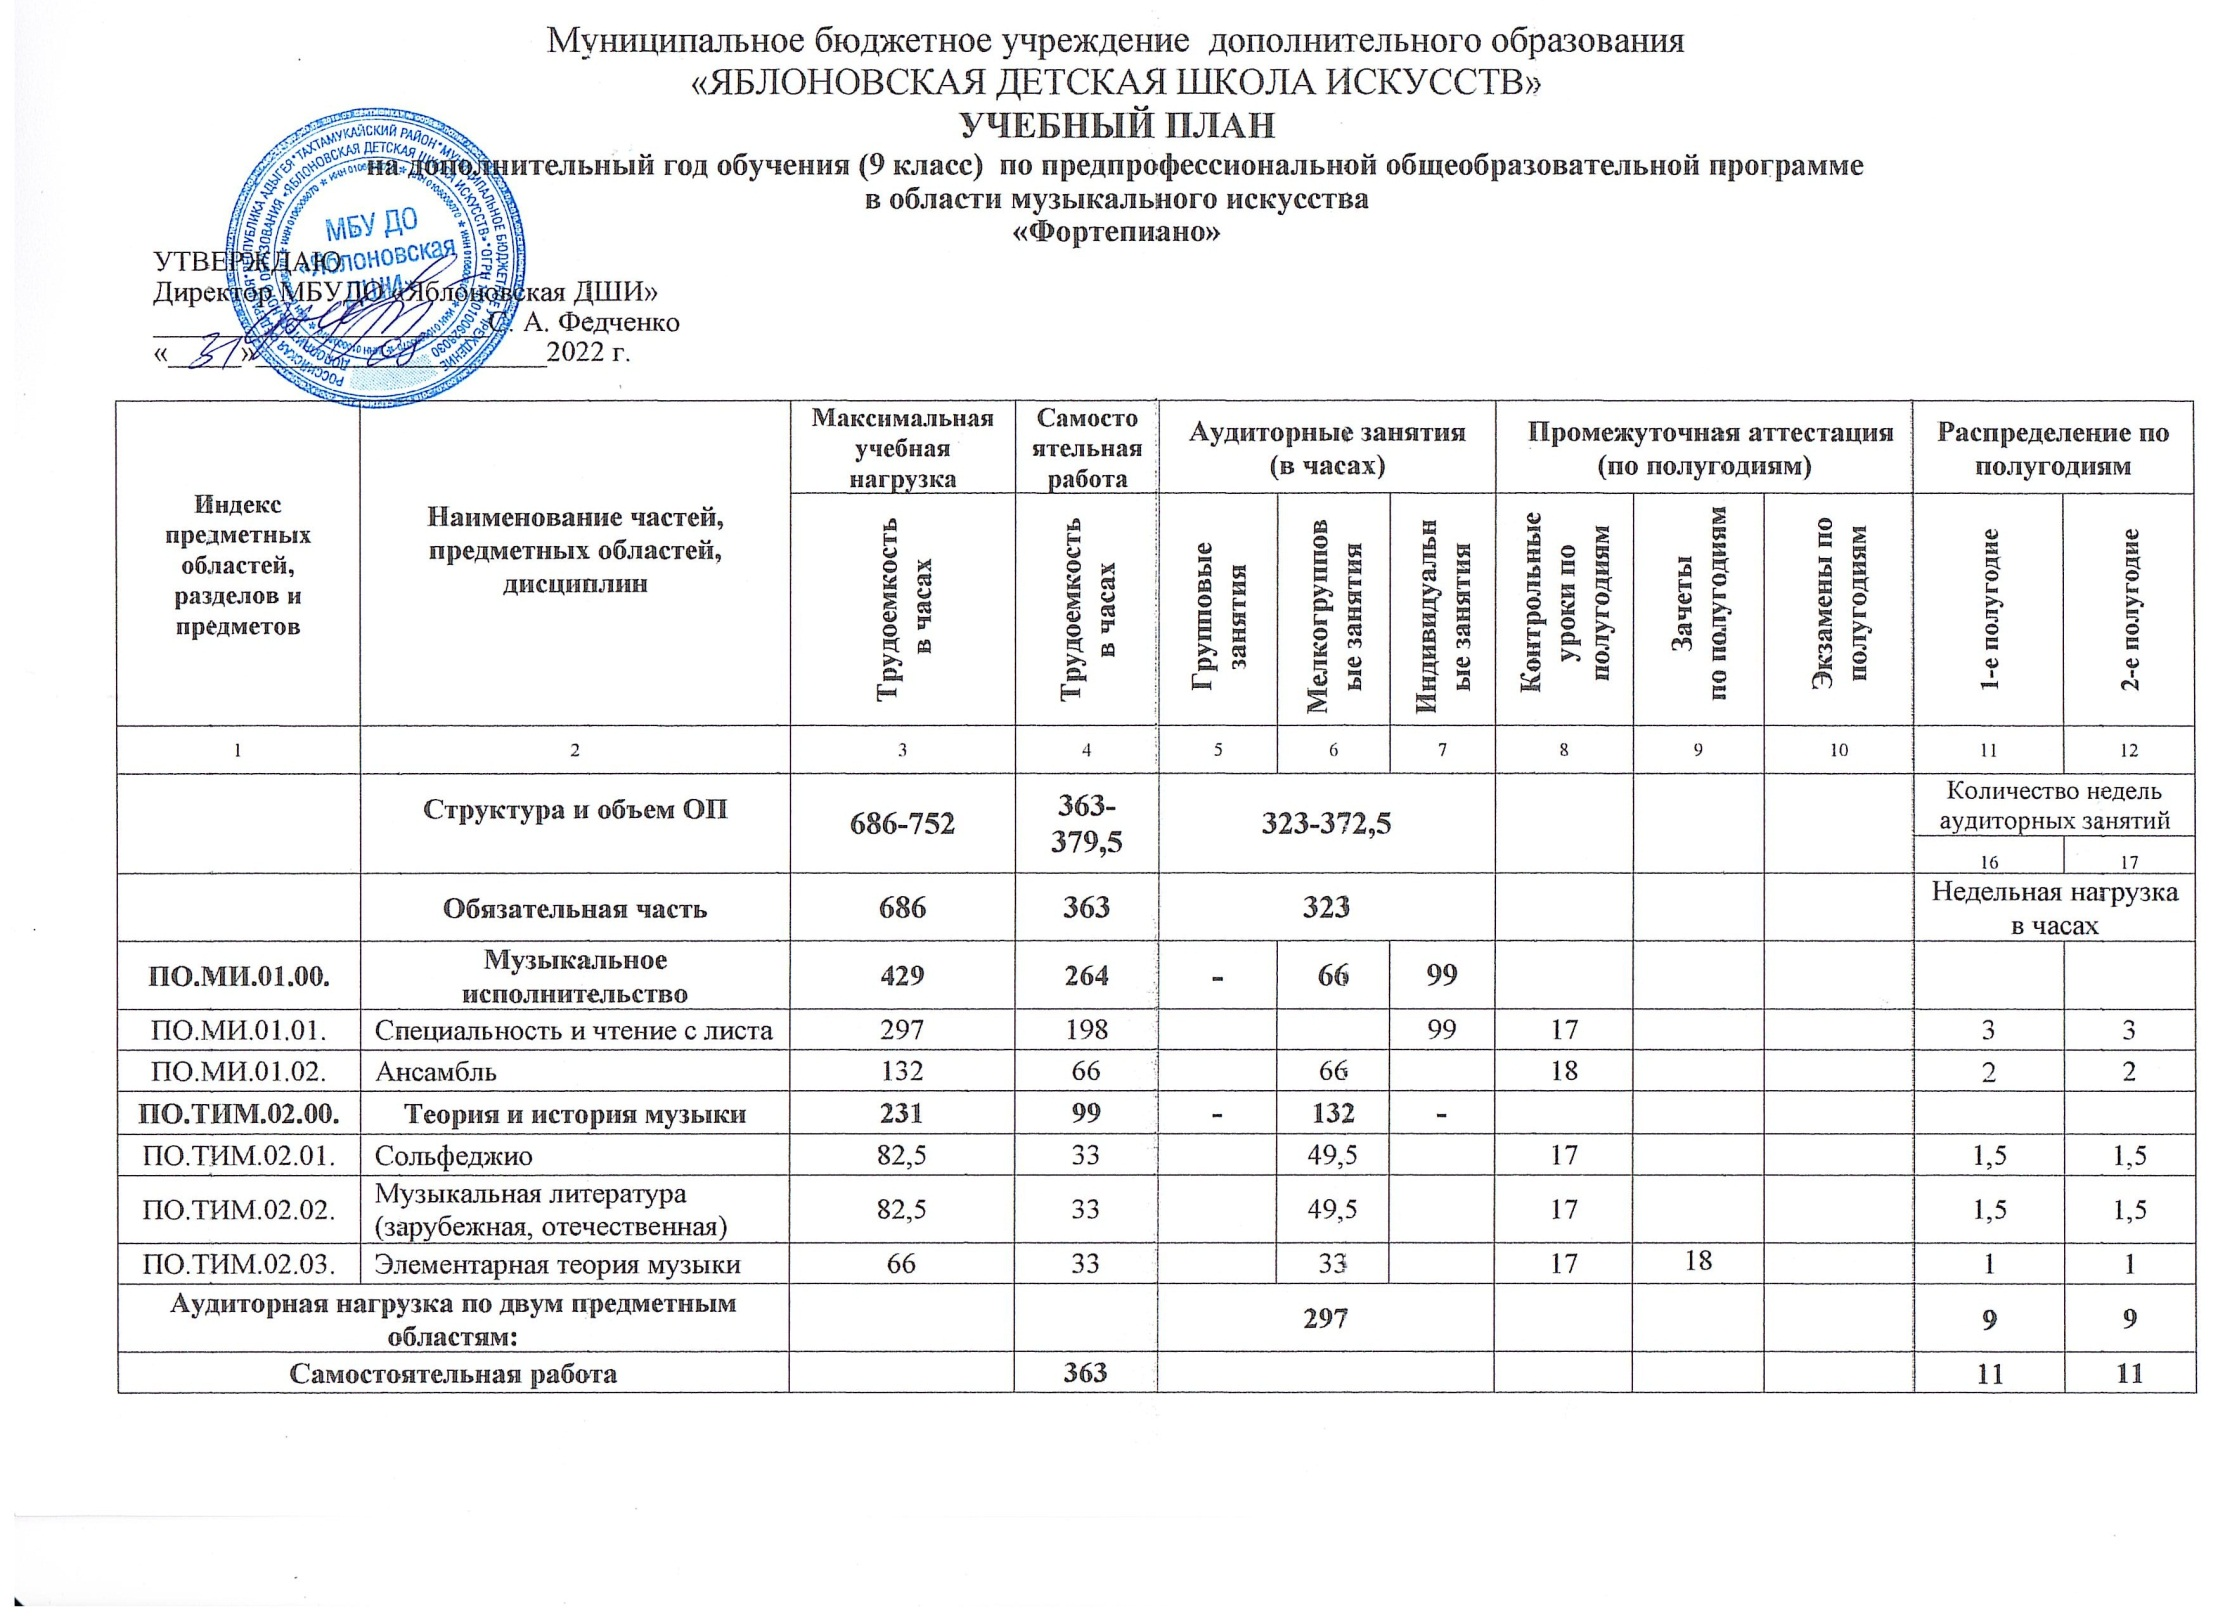 Муниципальное бюджетное учреждение дополнительного образования
«ЯБЛОНОВСКАЯ ДЕТСКАЯ ШКОЛА ИСКУССТВ»
УЧЕБНЫЙ ПЛАН
на дополнительный год обучения (9 класс) по предпрофессиональной общеобразовательной программе
в области музыкального искусства
«Фортепиано»
МБУ ДО
«Яблоновская
ДШИ»
УТВЕРЖДАЮ
Директор МБУДО «Яблоновская ДШИ»
С. А. Федченко
«31» 08 2022 г.
Индекс
предметных
областей,
разделов и
предметов
Наименование частей,
предметных областей,
дисциплин
Максимальная
учебная
нагрузка
Самосто
ятельная
работа
Аудиторные занятия
(в часах)
Промежуточная аттестация
(по полугодиям)
Распределение по
полугодиям
Трудоемкость
в часах
Трудоемкость
в часах
Групповые
занятия
Мелкогруппов
ые занятия
Индивидуальн
ые занятия
Контрольные
уроки по
полугодиям
Зачеты
по полугодиям
Экзамены по
полугодиям
1-е полугодие
2-е полугодие
1 2 3 4 5 6 7 8 9 10 11 12
Структура и объем ОП 686-752 363-
379,5 323-372,5
Количество недель
аудиторных занятий
16 17
Обязательная часть 686 363 323
Недельная нагрузка
в часах
ПО.МИ.01.00. Музыкальное
исполнительство 429 264 - 66 99
ПО.МИ.01.01. Специальность и чтение с листа 297 198 99 17 3 3
ПО.МИ.01.02. Ансамбль 132 66 66 18 2 2
ПО.ТИМ.02.00. Теория и история музыки 231 99 - 132 -
ПО.ТИМ.02.01. Сольфеджио 82,5 33 49,5 17 1,5 1,5
ПО.ТИМ.02.02. Музыкальная литература
(зарубежная, отечественная) 82,5 33 49,5 17 1,5 1,5
ПО.ТИМ.02.03. Элементарная теория музыки 66 33 33 17 18 1 1
Аудиторная нагрузка по двум предметным
областям: 297 9 9
Самостоятельная работа 363 11 11